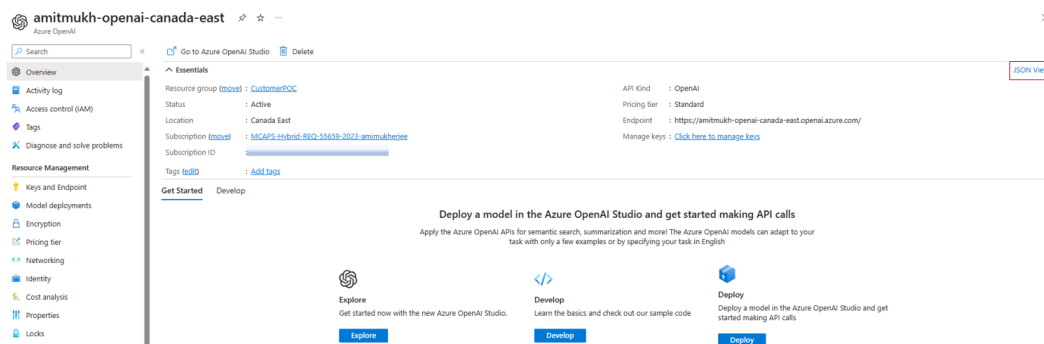 amitmukh-openai-canada-east
Azure OpenAI
Search
Overview
Activity log
Access control (IAM)
Tags
Diagnose and solve problems
Resource Management
Keys and Endpoint
Model deployments
Encryption
Pricing tier
Networking
Identity
Cost analysis
Properties
Locks
Go to Azure OpenAI Studio Delete
Essentials
JSON Vie
Resource group (move) : CustomerPOC
Status : Active
Location : Canada East
Subscription (move) : MCAPS-Hybrid-REQ-55659-2023-amimukherjee
Subscription ID :
Tags (edit) : Add tags
API Kind : OpenAI
Pricing tier : Standard
Endpoint : https://amitmukh-openai-canada-east.openai.azure.com/
Manage keys : Click here to manage keys
Get Started Develop
Deploy a model in the Azure OpenAI Studio and get started making API calls
Apply the Azure OpenAI APIs for semantic search, summarization and more! The Azure OpenAI models can adapt to your
task with only a few examples or by specifying your task in English
Explore
Get started now with the new Azure OpenAI Studio.
Explore
Develop
Learn the basics and check out our sample code
Develop
Deploy
Deploy a model in the Azure OpenAI Studio and get
started making API calls
Deploy